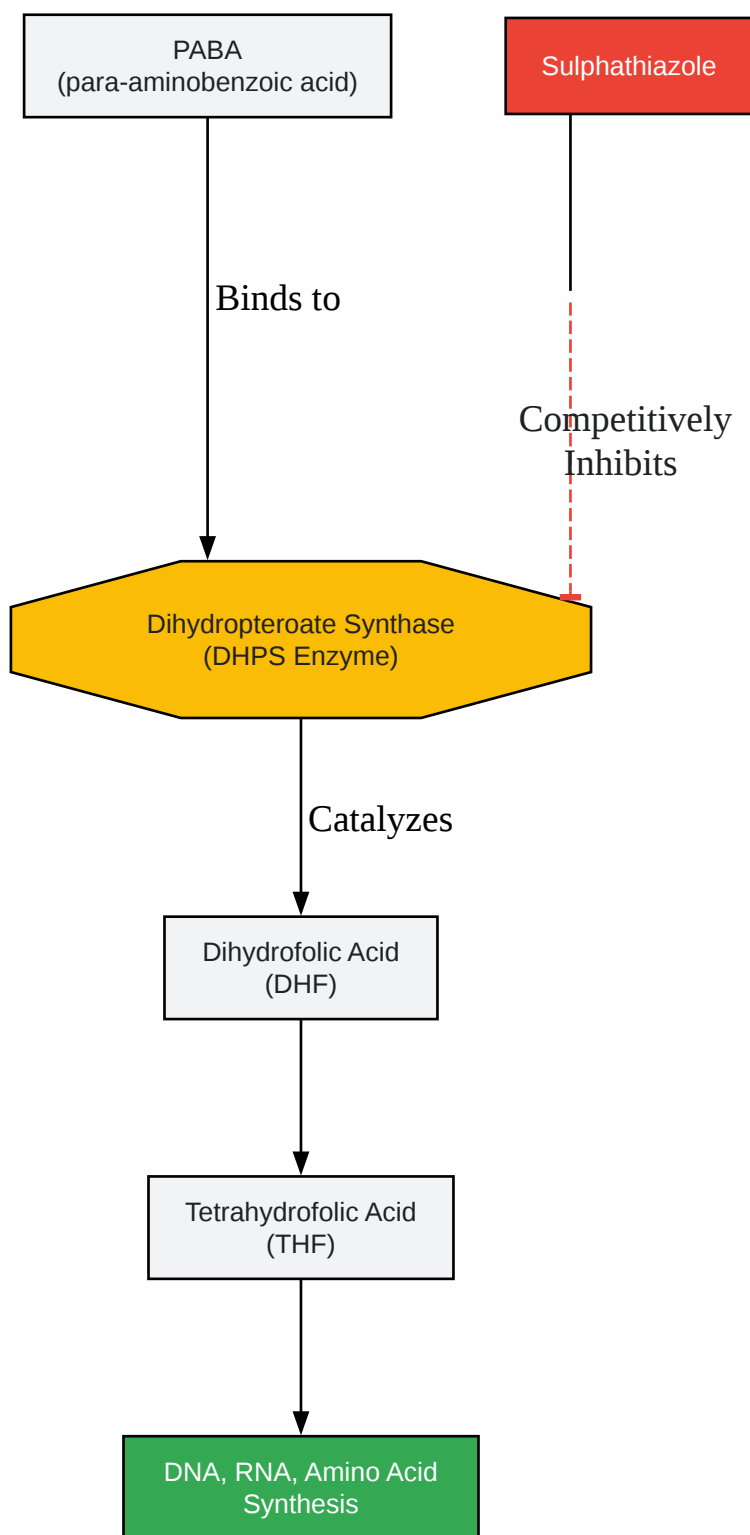 PABA
(para-aminobenzoic acid)
Sulphathiazole
Binds to
Competitively
Inhibits
Dihydropteroate Synthase
(DHPS Enzyme)
Catalyzes
Dihydrofolic Acid
(DHF)
Tetrahydrofolic Acid
(THF)
DNA, RNA, Amino Acid
Synthesis